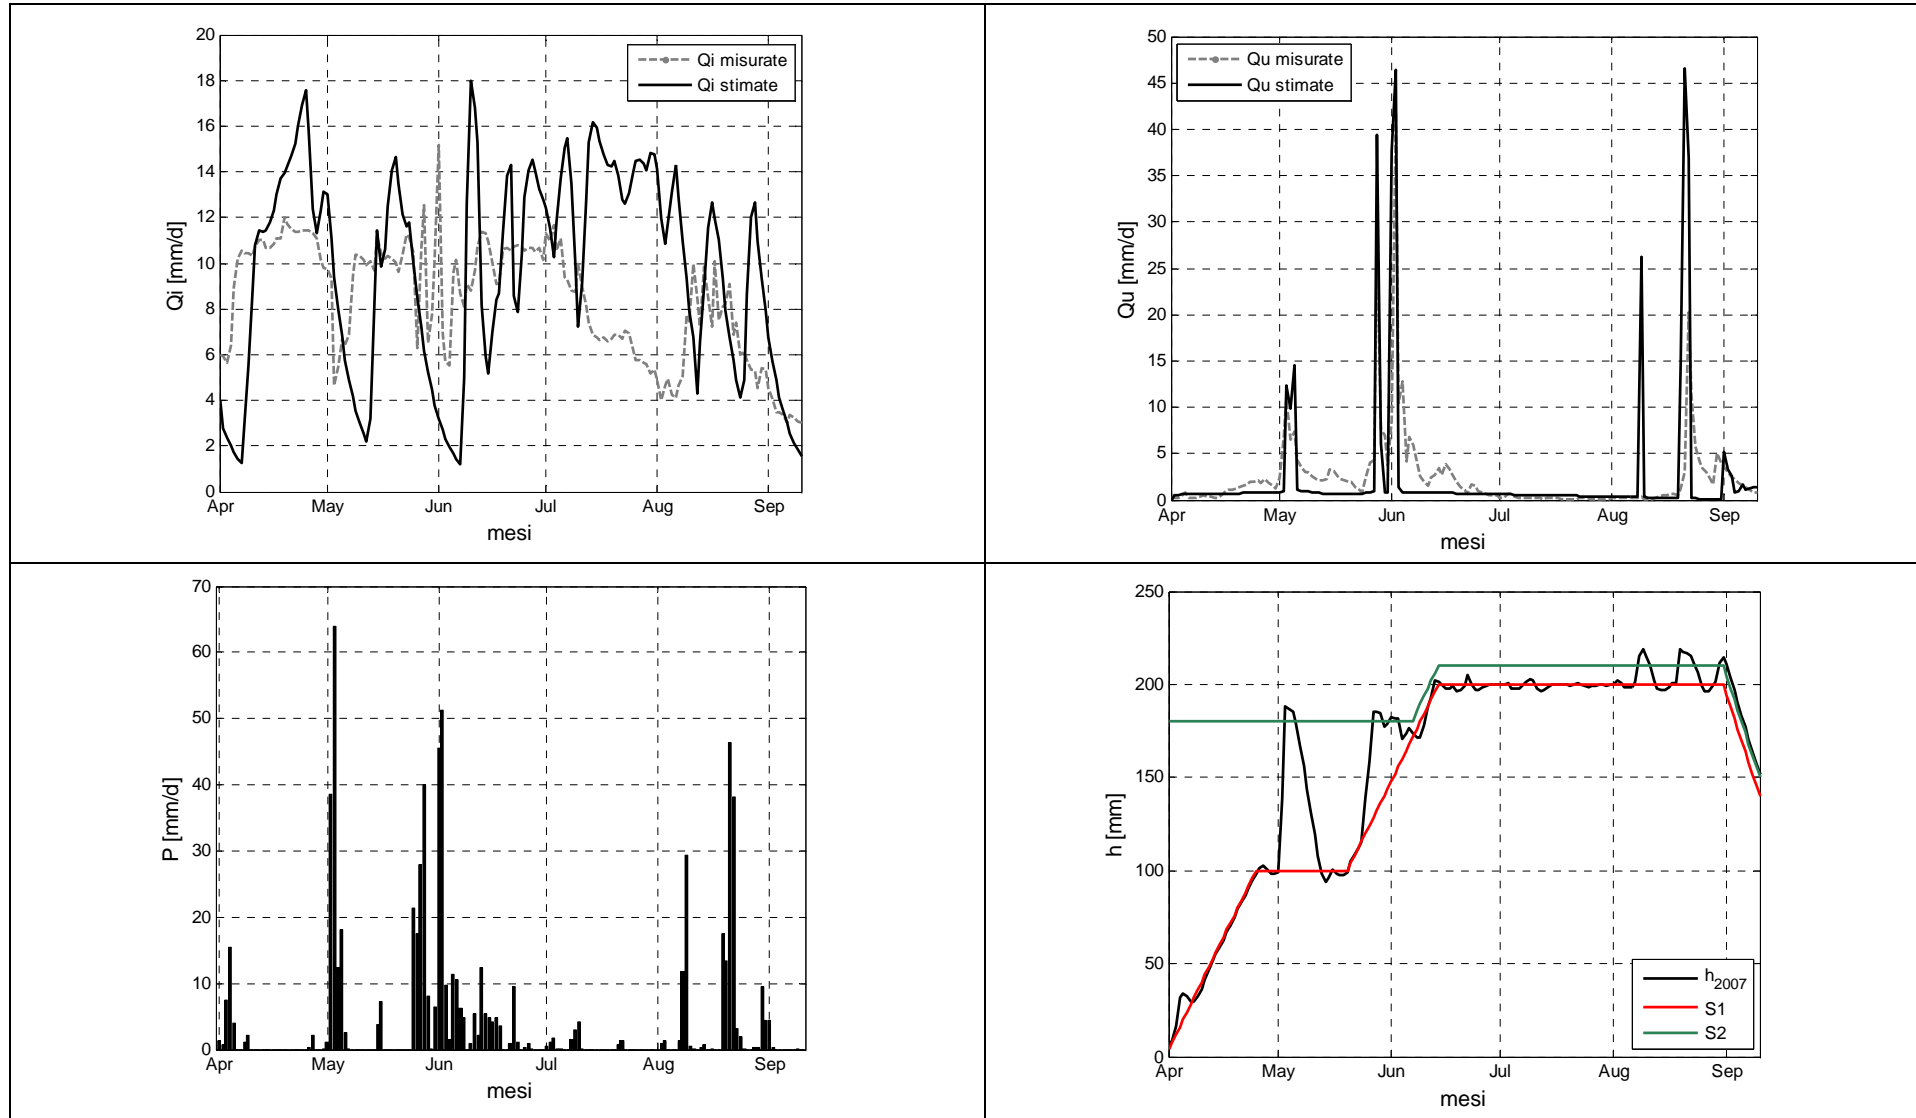 20
18
16
14
12
10
8
6
4
2
0
Qi [mm/d]
Qi misurate
Qi stimate
Apr May Jun Jul Aug Sep
mesi
50
45
40
35
30
25
20
15
10
5
0
Qu [mm/d]
Qu misurate
Qu stimate
Apr May Jun Jul Aug Sep
mesi
70
60
50
40
30
20
10
0
P [mm/d]
Apr May Jun Jul Aug Sep
mesi
250
200
150
100
50
0
h [mm]
h2007
S1
S2
Apr May Jun Jul Aug Sep
mesi